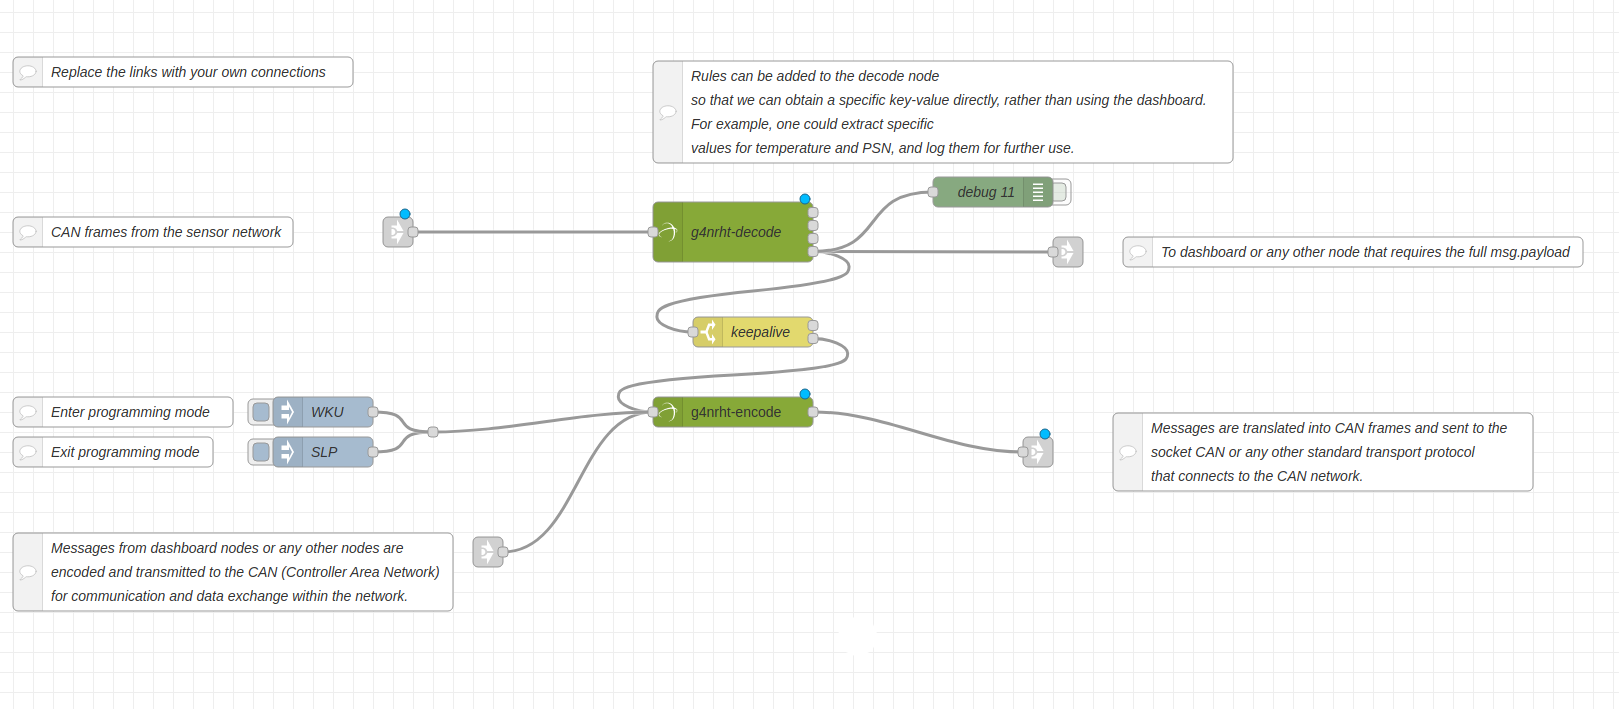 Replace the links with your own connections
Rules can be added to the decode node
so that we can obtain a specific key-value directly, rather than using the dashboard.
For example, one could extract specific
values for temperature and PSN, and log them for further use.
debug 11
CAN frames from the sensor network
g4nrht-decode
To dashboard or any other node that requires the full msg.payload
keepalive
Enter programming mode
WKU
g4nrht-encode
Exit programming mode
SLP
Messages are translated into CAN frames and sent to the
socket CAN or any other standard transport protocol
that connects to the CAN network.
Messages from dashboard nodes or any other nodes are
encoded and transmitted to the CAN (Controller Area Network)
for communication and data exchange within the network.